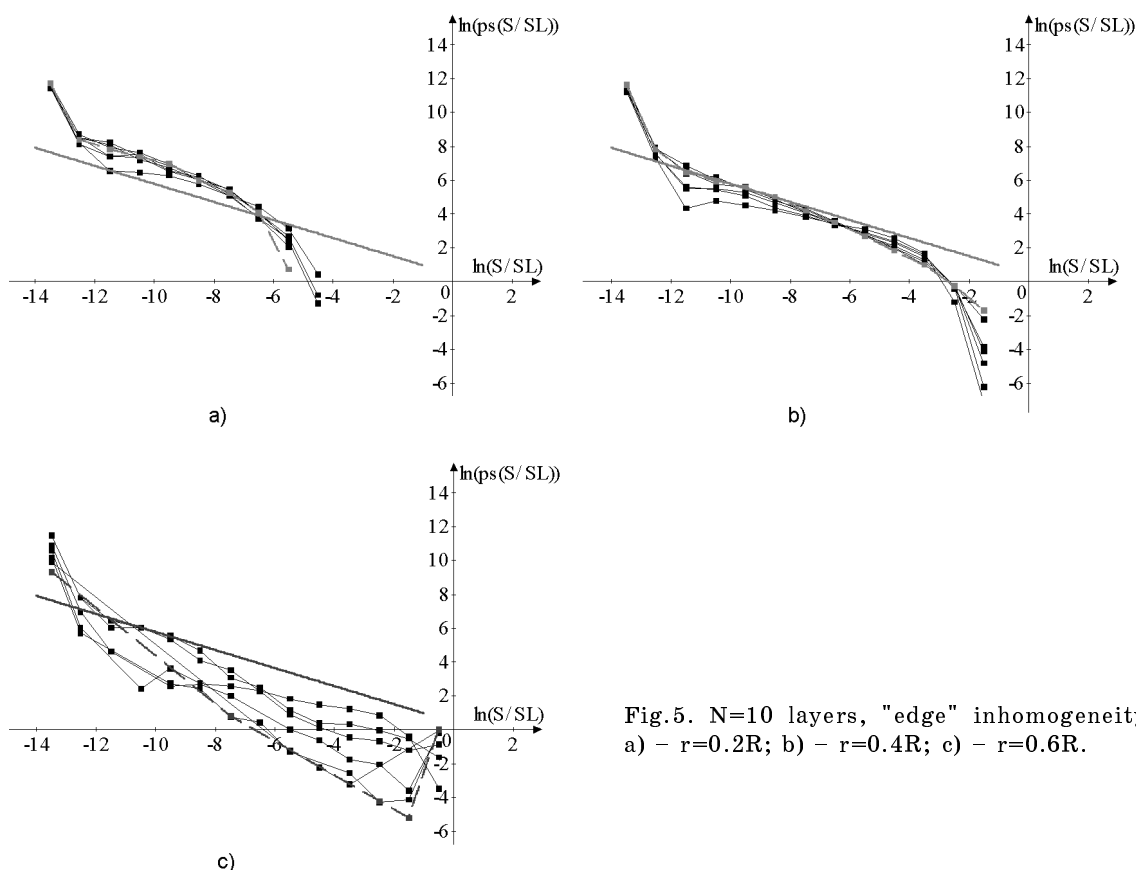 ln(ps(S/SL))
14
12
10
8
6
4
2
ln(S/SL)
-14 -12 -10 -8 -6 -4 -2 0 2
-2
-4
-6
a)
ln(ps(S/SL))
14
12
10
8
6
4
2
ln(S/SL)
-14 -12 -10 -8 -6 -4 -2 0 2
-2
-4
-6
b)
ln(ps(S/SL))
14
12
10
8
6
4
2
ln(S/SL)
-14 -12 -10 -8 -6 -4 -2 0 2
-2
-4
-6
c)
Fig.5. N=10 layers, "edge" inhomogeneity
a) – r=0.2R; b) – r=0.4R; c) – r=0.6R.